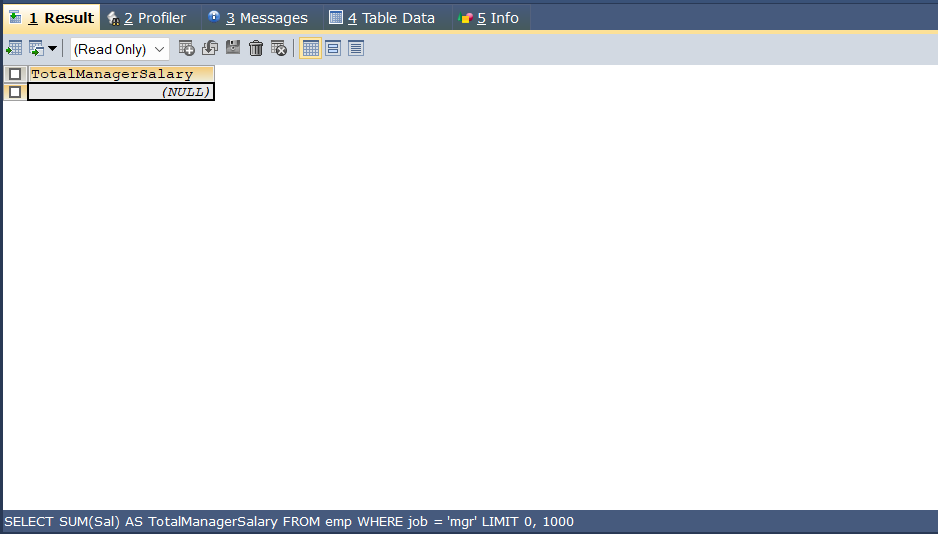 1 Result 2 Profiler 3 Messages 4 Table Data 5 Info
(Read Only)
TotalManagerSalary
(NULL)
SELECT SUM(Sal) AS TotalManagerSalary FROM emp WHERE job = 'mgr' LIMIT 0, 1000